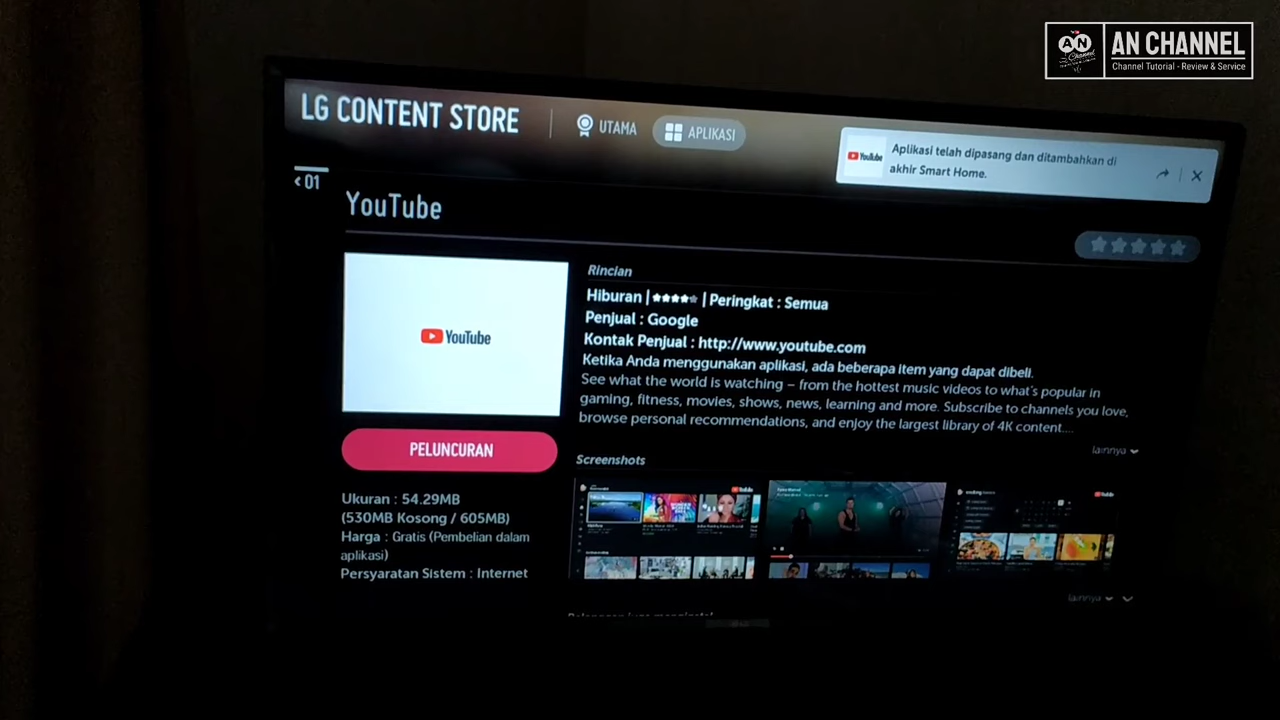 AN CHANNEL
Channel Tutorial - Review & Service
LG CONTENT STORE
UTAMA
APLIKASI
YouTube
Aplikasi telah dipasang dan ditambahkan di
akhir Smart Home.
01
YouTube
Rincian
Hiburan | | Peringkat : Semua
Penjual : Google
Kontak Penjual : http://www.youtube.com
Ketika Anda menggunakan aplikasi, ada beberapa item yang dapat dibeli.
See what the world is watching – from the hottest music videos to what's popular in
gaming, fitness, movies, shows, news, learning and more. Subscribe to channels you love,
browse personal recommendations, and enjoy the largest library of 4K content....
lainnya
YouTube
PELUNCURAN
Ukuran : 54.29MB
(530MB Kosong / 605MB)
Harga : Gratis (Pembelian dalam
aplikasi)
Persyaratan Sistem : Internet
Screenshots
lainnya